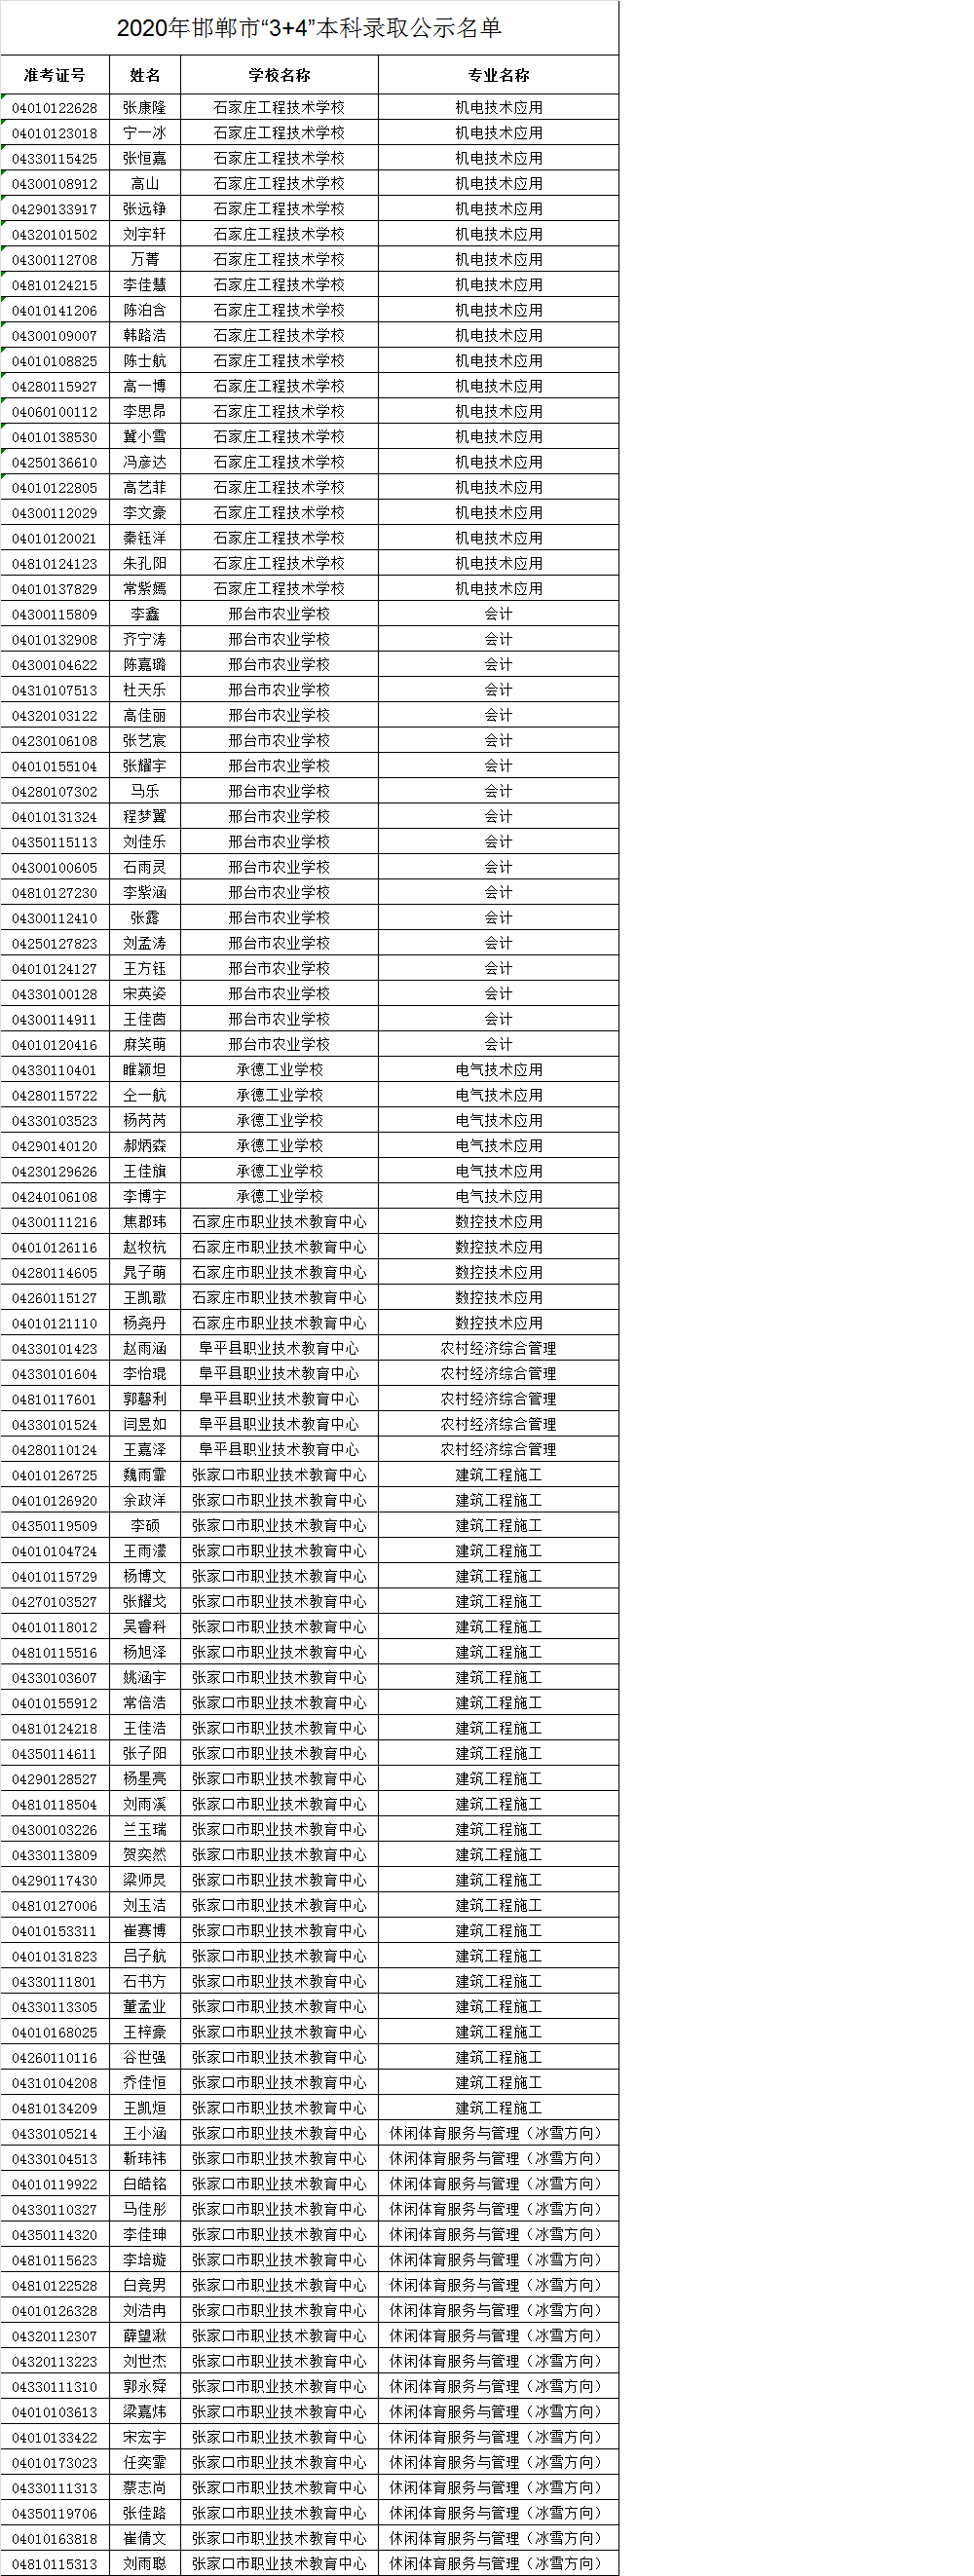 2020年邯郸市“3+4”本科录取公示名单
准考证号 姓名 学校名称 专业名称
04010122628 张康隆 石家庄工程技术学校 机电技术应用
04010123018 宁一冰 石家庄工程技术学校 机电技术应用
04330115425 张恒嘉 石家庄工程技术学校 机电技术应用
04300108912 高山 石家庄工程技术学校 机电技术应用
04290133917 张远铮 石家庄工程技术学校 机电技术应用
04320101502 刘宇轩 石家庄工程技术学校 机电技术应用
04300112708 万菁 石家庄工程技术学校 机电技术应用
04810124215 李佳慧 石家庄工程技术学校 机电技术应用
04010141206 陈泊含 石家庄工程技术学校 机电技术应用
04300109007 韩路浩 石家庄工程技术学校 机电技术应用
04010108825 陈士航 石家庄工程技术学校 机电技术应用
04280115927 高一博 石家庄工程技术学校 机电技术应用
04060100112 李思昂 石家庄工程技术学校 机电技术应用
04010138530 冀小雪 石家庄工程技术学校 机电技术应用
04250136610 冯彦达 石家庄工程技术学校 机电技术应用
04010122805 高艺菲 石家庄工程技术学校 机电技术应用
04300112029 李文豪 石家庄工程技术学校 机电技术应用
04010120021 秦钰洋 石家庄工程技术学校 机电技术应用
04810124123 朱孔阳 石家庄工程技术学校 机电技术应用
04010137829 常紫嫣 石家庄工程技术学校 机电技术应用
04300115809 李鑫 邢台市农业学校 会计
04010132908 齐宁涛 邢台市农业学校 会计
04300104622 陈嘉璐 邢台市农业学校 会计
04310107513 杜天乐 邢台市农业学校 会计
04320103122 高佳丽 邢台市农业学校 会计
04230106108 张艺宸 邢台市农业学校 会计
04010155104 张耀宇 邢台市农业学校 会计
04280107302 马乐 邢台市农业学校 会计
04010131324 程梦翼 邢台市农业学校 会计
04350115113 刘佳乐 邢台市农业学校 会计
04300100605 石雨灵 邢台市农业学校 会计
04810127230 李紫涵 邢台市农业学校 会计
04300112410 张露 邢台市农业学校 会计
04250127823 刘孟涛 邢台市农业学校 会计
04010124127 王方钰 邢台市农业学校 会计
04330100128 宋英姿 邢台市农业学校 会计
04300114911 王佳茵 邢台市农业学校 会计
04010120416 麻笑萌 邢台市农业学校 会计
04330110401 睢颖坦 承德工业学校 电气技术应用
04280115722 仝一航 承德工业学校 电气技术应用
04330103523 杨芮芮 承德工业学校 电气技术应用
04290140120 郝炳森 承德工业学校 电气技术应用
04230129626 王佳旗 承德工业学校 电气技术应用
04240106108 李博宇 承德工业学校 电气技术应用
04300111216 焦郡玮 石家庄市职业技术教育中心 数控技术应用
04010126116 赵牧杭 石家庄市职业技术教育中心 数控技术应用
04280114605 晁子萌 石家庄市职业技术教育中心 数控技术应用
04260115127 王凯歌 石家庄市职业技术教育中心 数控技术应用
04010121110 杨尧丹 石家庄市职业技术教育中心 数控技术应用
04330101423 赵雨涵 阜平县职业技术教育中心 农村经济综合管理
04330101604 李怡琨 阜平县职业技术教育中心 农村经济综合管理
04810117601 郭磬利 阜平县职业技术教育中心 农村经济综合管理
04330101524 闫昱如 阜平县职业技术教育中心 农村经济综合管理
04280110124 王嘉泽 阜平县职业技术教育中心 农村经济综合管理
04010126725 魏雨霏 张家口市职业技术教育中心 建筑工程施工
04010126920 余政洋 张家口市职业技术教育中心 建筑工程施工
04350119509 李硕 张家口市职业技术教育中心 建筑工程施工
04010104724 王雨濛 张家口市职业技术教育中心 建筑工程施工
04010115729 杨博文 张家口市职业技术教育中心 建筑工程施工
04270103527 张耀戈 张家口市职业技术教育中心 建筑工程施工
04010118012 吴睿科 张家口市职业技术教育中心 建筑工程施工
04810115516 杨旭泽 张家口市职业技术教育中心 建筑工程施工
04330103607 姚涵宇 张家口市职业技术教育中心 建筑工程施工
04010155912 常倍浩 张家口市职业技术教育中心 建筑工程施工
04810124218 王佳浩 张家口市职业技术教育中心 建筑工程施工
04350114611 张子阳 张家口市职业技术教育中心 建筑工程施工
04290128527 杨星亮 张家口市职业技术教育中心 建筑工程施工
04810118504 刘雨溪 张家口市职业技术教育中心 建筑工程施工
04300103226 兰玉瑞 张家口市职业技术教育中心 建筑工程施工
04330113809 贺奕然 张家口市职业技术教育中心 建筑工程施工
04290117430 梁师炅 张家口市职业技术教育中心 建筑工程施工
04810127006 刘玉洁 张家口市职业技术教育中心 建筑工程施工
04010153311 崔赛博 张家口市职业技术教育中心 建筑工程施工
04010131823 吕子航 张家口市职业技术教育中心 建筑工程施工
04330111801 石书方 张家口市职业技术教育中心 建筑工程施工
04330113305 董孟业 张家口市职业技术教育中心 建筑工程施工
04010168025 王梓豪 张家口市职业技术教育中心 建筑工程施工
04260110116 谷世强 张家口市职业技术教育中心 建筑工程施工
04310104208 乔佳恒 张家口市职业技术教育中心 建筑工程施工
04810134209 王凯烜 张家口市职业技术教育中心 建筑工程施工
04330105214 王小涵 张家口市职业技术教育中心 休闲体育服务与管理（冰雪方向）
04330104513 靳玮祎 张家口市职业技术教育中心 休闲体育服务与管理（冰雪方向）
04010119922 白皓铭 张家口市职业技术教育中心 休闲体育服务与管理（冰雪方向）
04330110327 马佳彤 张家口市职业技术教育中心 休闲体育服务与管理（冰雪方向）
04350114320 李佳珅 张家口市职业技术教育中心 休闲体育服务与管理（冰雪方向）
04810115623 李培璇 张家口市职业技术教育中心 休闲体育服务与管理（冰雪方向）
04810122528 白竞男 张家口市职业技术教育中心 休闲体育服务与管理（冰雪方向）
04010126328 刘浩冉 张家口市职业技术教育中心 休闲体育服务与管理（冰雪方向）
04320112307 薛望湫 张家口市职业技术教育中心 休闲体育服务与管理（冰雪方向）
04320113223 刘世杰 张家口市职业技术教育中心 休闲体育服务与管理（冰雪方向）
04330111310 郭永舜 张家口市职业技术教育中心 休闲体育服务与管理（冰雪方向）
04010103613 梁嘉炜 张家口市职业技术教育中心 休闲体育服务与管理（冰雪方向）
04010133422 宋宏宇 张家口市职业技术教育中心 休闲体育服务与管理（冰雪方向）
04010173023 任奕霏 张家口市职业技术教育中心 休闲体育服务与管理（冰雪方向）
04330111313 蔡志尚 张家口市职业技术教育中心 休闲体育服务与管理（冰雪方向）
04350119706 张佳路 张家口市职业技术教育中心 休闲体育服务与管理（冰雪方向）
04010163818 崔倩文 张家口市职业技术教育中心 休闲体育服务与管理（冰雪方向）
04810115313 刘雨聪 张家口市职业技术教育中心 休闲体育服务与管理（冰雪方向）